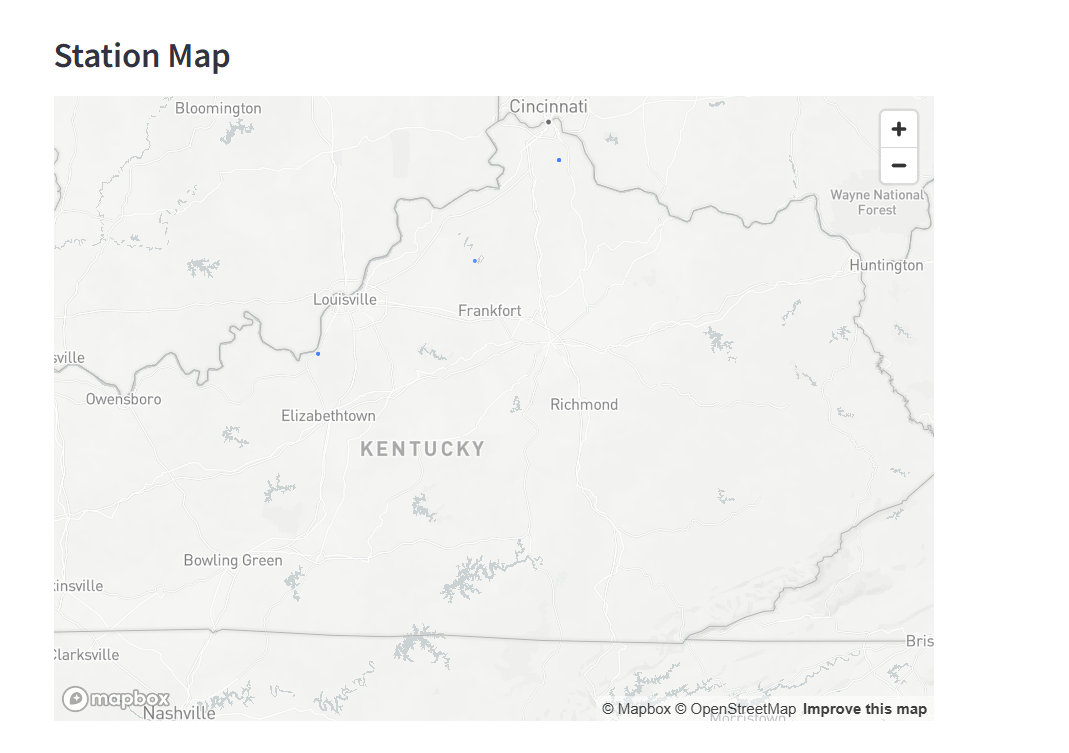 Station Map
Cincinnati
Bloomington
+
−
Wayne National
Forest
Huntington
Louisville
Frankfort
sville
Owensboro
Richmond
Elizabethtown
KENTUCKY
Bowling Green
kinsville
Bris
Clarksville
mapbox
Nashville
© Mapbox © OpenStreetMap Improve this map
Morristown